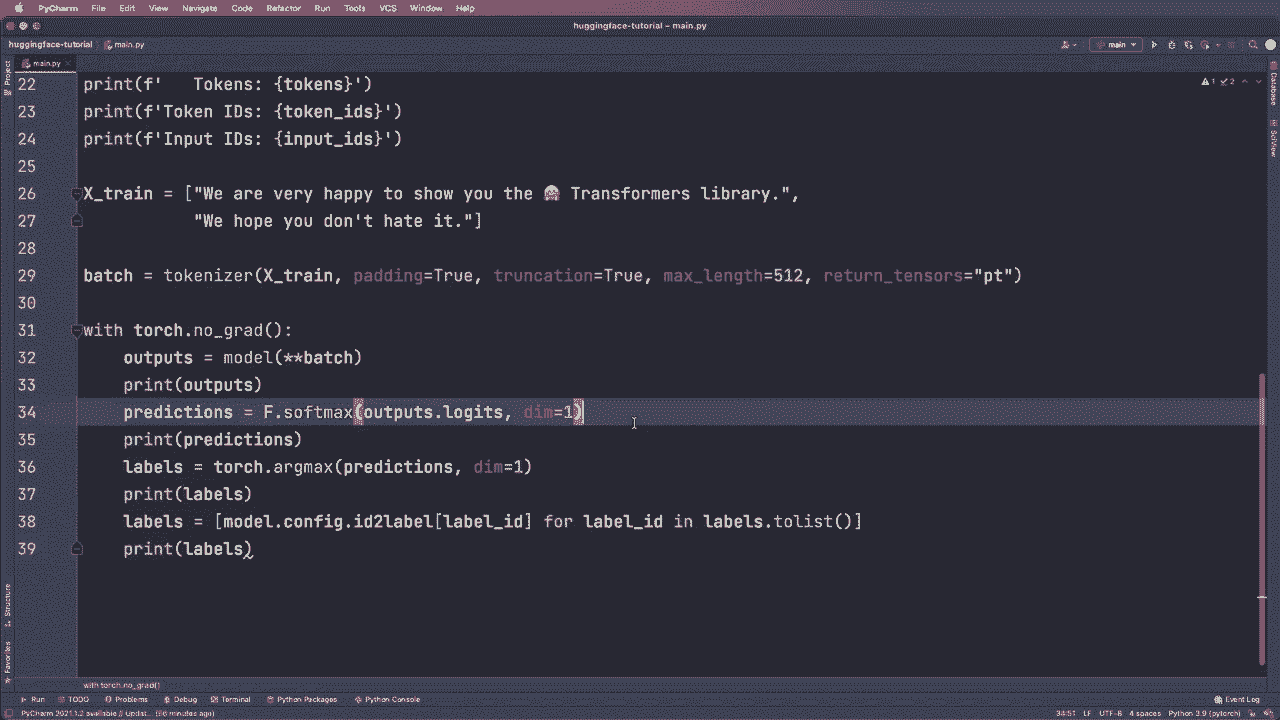 PyCharm File Edit View Navigate Code Refactor Run Tools VCS Window Help
huggingface-tutorial – main.py
huggingface-tutorial main.py main
main.py
Project
22 print(f'   Tokens: {tokens}')
23 print(f'Token IDs: {token_ids}')
24 print(f'Input IDs: {input_ids}')
25
26 X_train = ["We are very happy to show you the 🤗 Transformers library.",
27            "We hope you don't hate it."]
28
29 batch = tokenizer(X_train, padding=True, truncation=True, max_length=512, return_tensors="pt")
30
31 with torch.no_grad():
32     outputs = model(**batch)
33     print(outputs)
34     predictions = F.softmax(outputs.logits, dim=1)
35     print(predictions)
36     labels = torch.argmax(predictions, dim=1)
37     print(labels)
38     labels = [model.config.id2label[label_id] for label_id in labels.tolist()]
39     print(labels)
1 2
Database
SciView
Structure
Favorites
with torch.no_grad()
Run TODO Problems Debug Terminal Python Packages Python Console Event Log
PyCharm 2021.1.2 available // Updat... (56 minutes ago) 34:51 LF UTF-8 4 spaces Python 3.9 (pytorch)